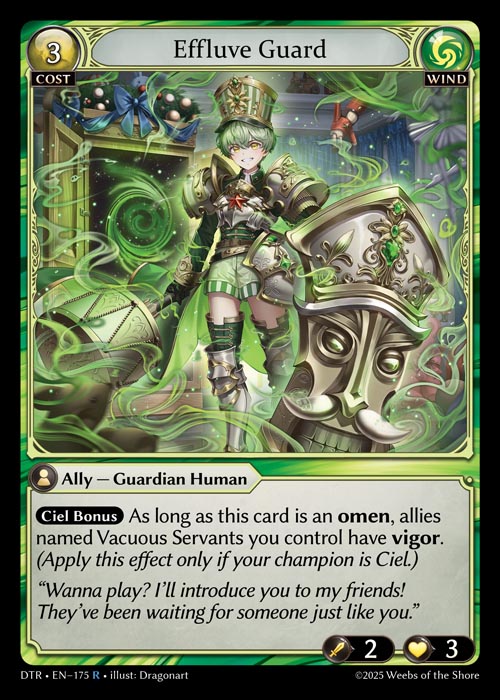 3
Effluve Guard
COST
WIND
Ally — Guardian Human
Ciel Bonus As long as this card is an omen, allies
named Vacuous Servants you control have vigor.
(Apply this effect only if your champion is Ciel.)
“Wanna play? I’ll introduce you to my friends!
They’ve been waiting for someone just like you.”
2
3
DTR • EN–175 R • illust: Dragonart
©2025 Weebs of the Shore